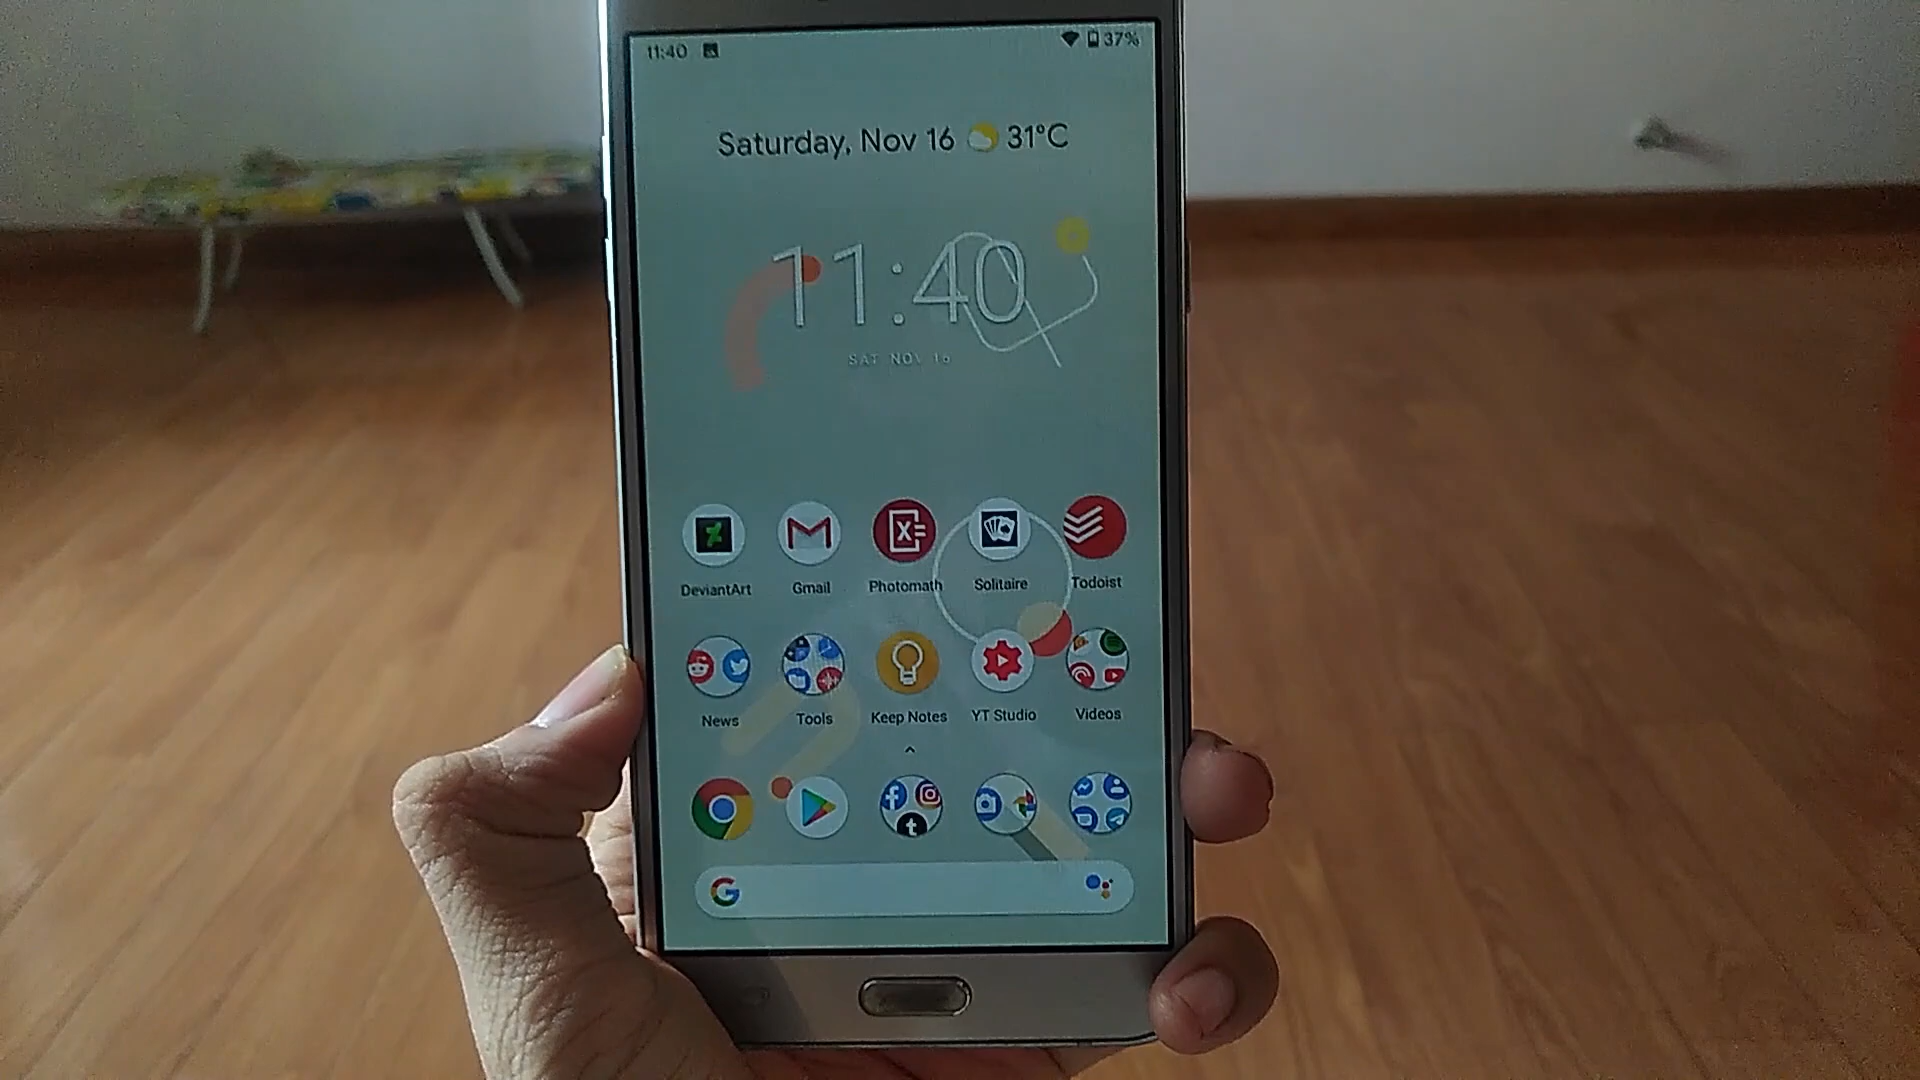 11:40 37%
Saturday, Nov 16 31°C
11:40
SAT NOV 16
DeviantArt Gmail Photomath Solitaire Todoist
News Tools Keep Notes YT Studio Videos